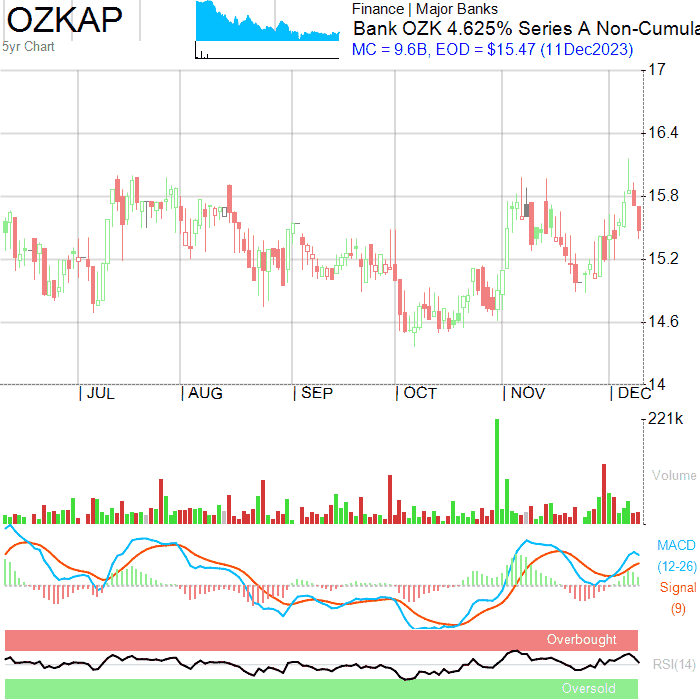 OZKAP
5yr Chart
Finance | Major Banks
Bank OZK 4.625% Series A Non-Cumula
MC = 9.6B, EOD = $15.47 (11Dec2023)
17
16.4
15.8
15.2
14.6
14
| JUL | AUG | SEP | OCT | NOV | DEC
221k
Volume
MACD
(12-26)
Signal
(9)
Overbought
RSI(14)
Oversold